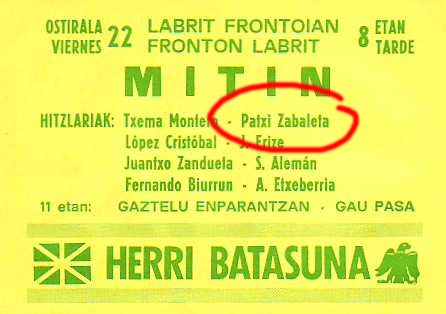 OSTIRALA 22 LABRIT FRONTOIAN 8 ETAN
VIERNES FRONTON LABRIT TARDE
MITIN
HITZLARIAK: Txema Montero - Patxi Zabaleta
López Cristóbal - J. Erize
Juantxo Zandueta - S. Alemán
Fernando Biurrun - A. Etxeberria
11 etan: GAZTELU ENPARANTZAN - GAU PASA
HERRI BATASUNA